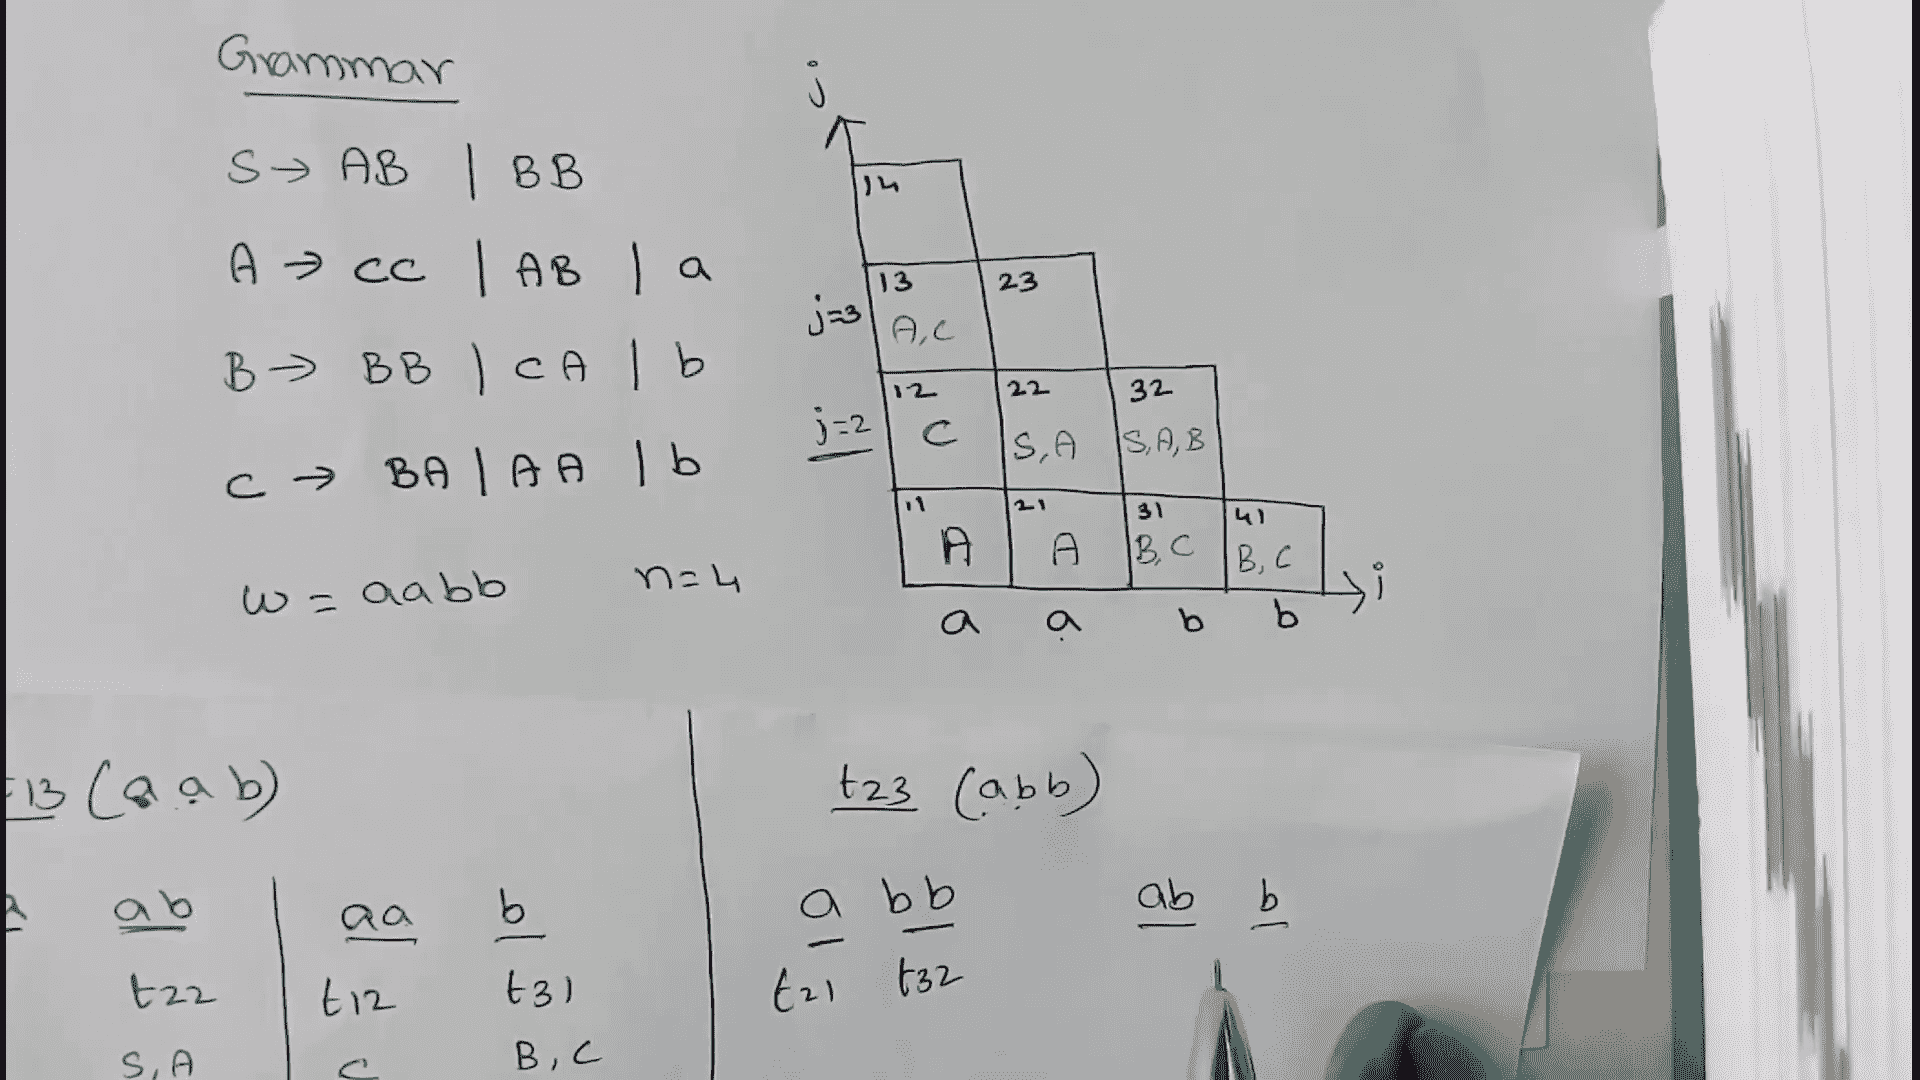 Grammar
S → AB | BB
A → CC | AB | a
B → BB | CA | b
C → BA | AA | b
w = aabb n=4
j
14
j=3 13 23
A,C
j=2 12 22 32
C S,A S,A,B
11 21 31 41
A A B,C B,C
i
a a b b
t13 (aab)
a ab | aa b
t22 | t12 t31
S,A | C B,C
t23 (abb)
a bb ab b
t21 t32